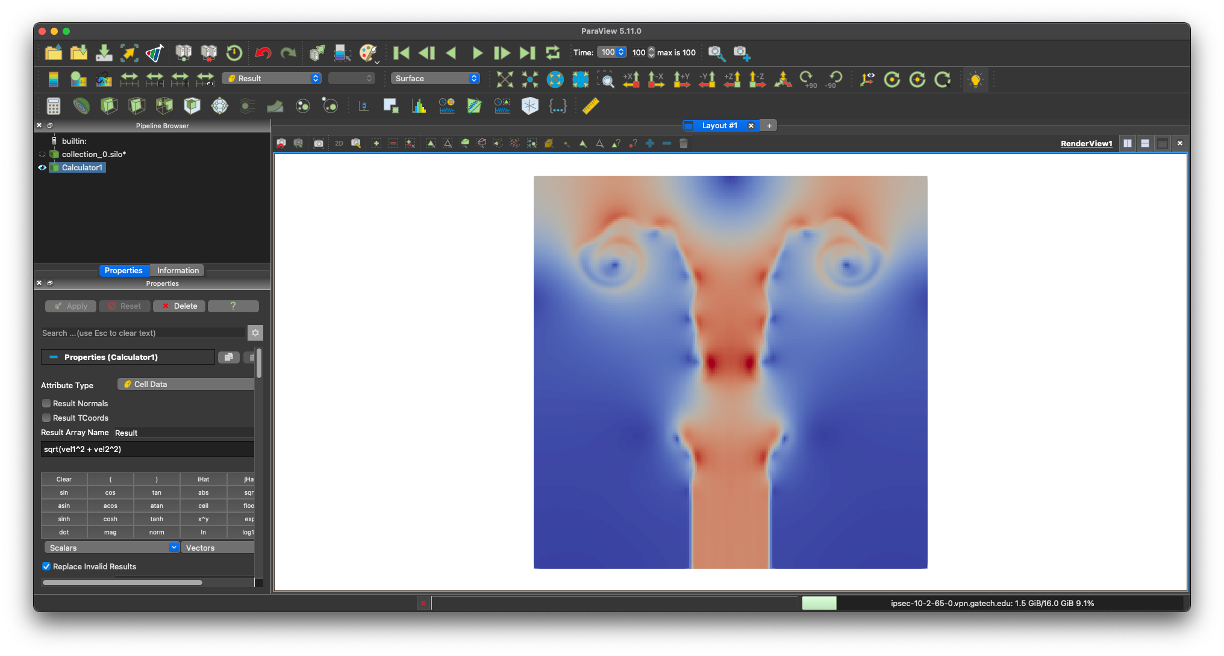 ParaView 5.11.0
Time: 100 100 max is 100
Result Surface +X -X +Y -Y +Z -Z +90 -90
Pipeline Browser
Layout #1 +
builtin:
collection_0.silo*
Calculator1
2D
RenderView1
Properties Information
Properties
Apply Reset Delete ?
Search ...(use Esc to clear text)
Properties (Calculator1)
Attribute Type Cell Data
Result Normals
Result TCoords
Result Array Name Result
sqrt(vel1^2 + vel2^2)
Clear ( ) iHat jHa
sin cos tan abs sqr
asin acos atan ceil floo
sinh cosh tanh x^y exp
dot mag norm ln log1
Scalars Vectors
Replace Invalid Results
ipsec-10-2-65-0.vpn.gatech.edu: 1.5 GiB/16.0 GiB 9.1%